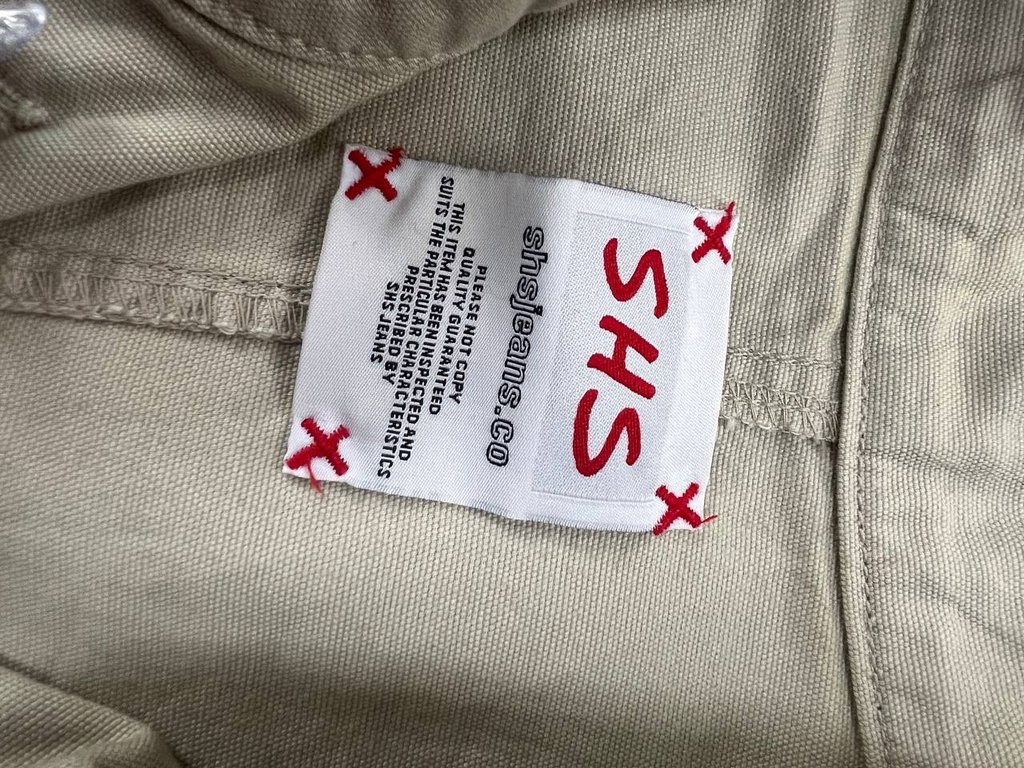 SHS
shsjeans.co
PLEASE NOT COPY
QUALITY GUARANTEED
THIS ITEM HAS BEEN INSPECTED AND
SUITS THE PARTICULAR CHARACTERISTICS
PRESCRIBED BY
SHS JEANS